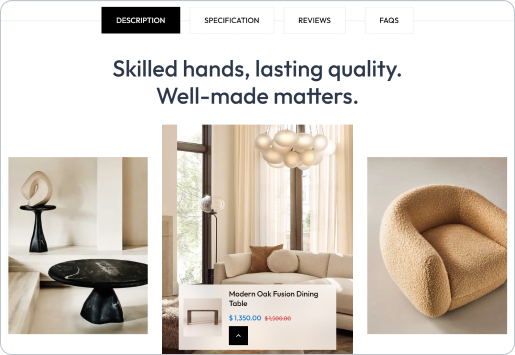 DESCRIPTION
SPECIFICATION
REVIEWS
FAQS
Skilled hands, lasting quality.
Well-made matters.
Modern Oak Fusion Dining
Table
$ 1,350.00 $1,500.00